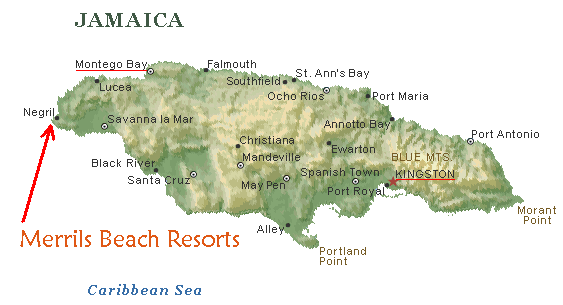 JAMAICA
Montego Bay
Falmouth
St. Ann's Bay
Southfield
Lucea
Ocho Rios
Port Maria
Negril
Savanna la Mar
Annotto Bay
Port Antonio
Christiana
Ewarton
Mandeville
BLUE MTS.
Black River
Santa Cruz
Spanish Town
KINGSTON
May Pen
Port Royal
Morant
Point
Alley
Merrils Beach Resorts
Portland
Point
Caribbean Sea